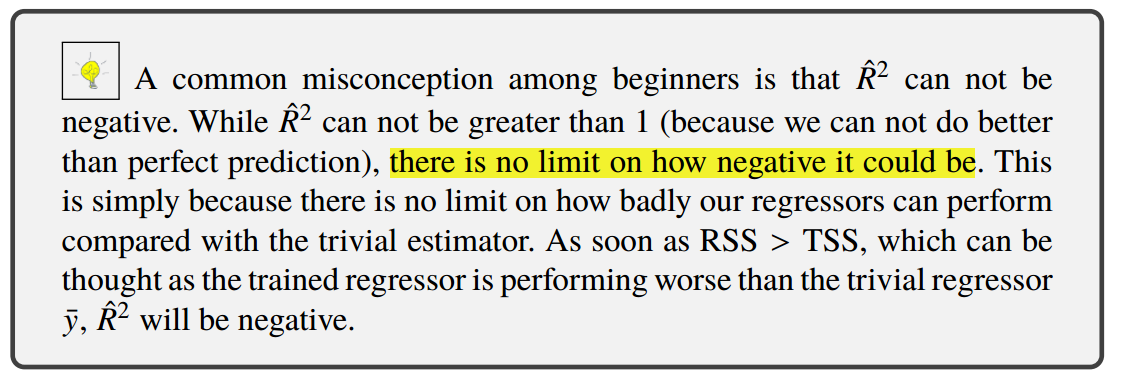 A common misconception among beginners is that R̂² can not be
negative. While R̂² can not be greater than 1 (because we can not do better
than perfect prediction), there is no limit on how negative it could be. This
is simply because there is no limit on how badly our regressors can perform
compared with the trivial estimator. As soon as RSS > TSS, which can be
thought as the trained regressor is performing worse than the trivial regressor
ȳ, R̂² will be negative.